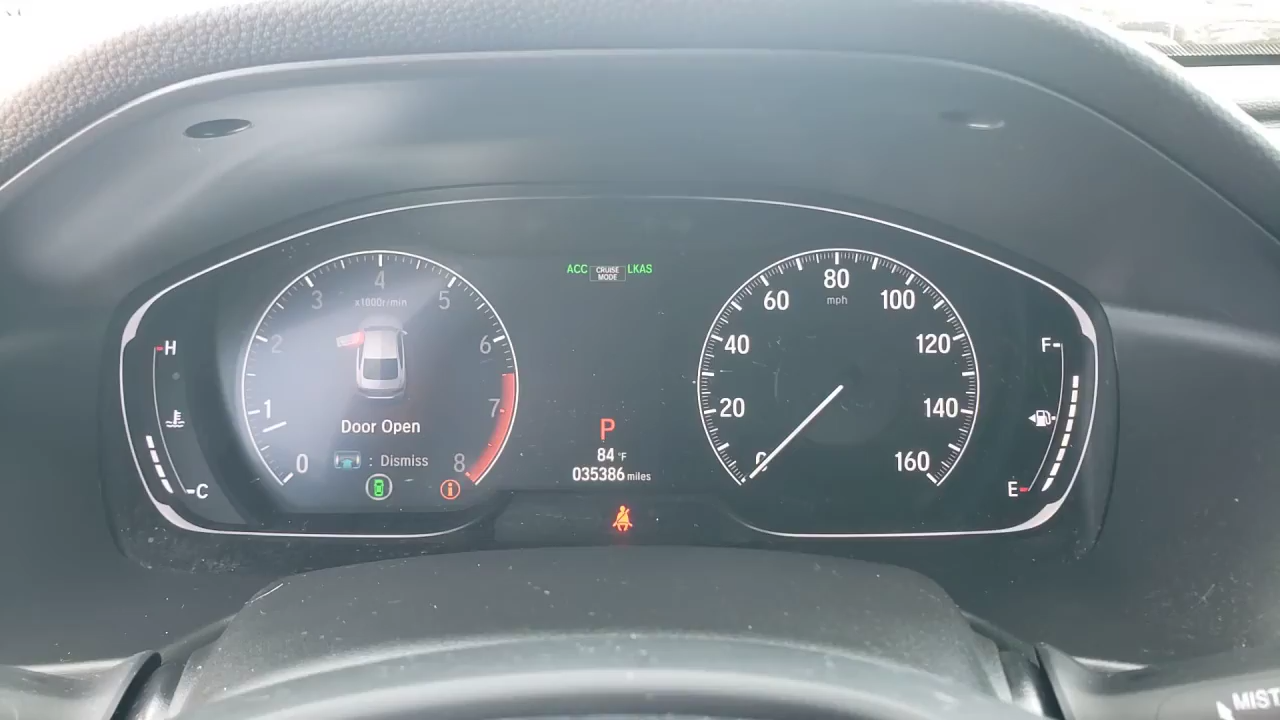 ACC CRUISE MODE LKAS
0
1
2
3
4
5
6
7
8
x1000r/min
Door Open
: Dismiss
H
C
P
84 °F
035386 miles
0
20
40
60
80
100
120
140
160
mph
F
E
i
MIST